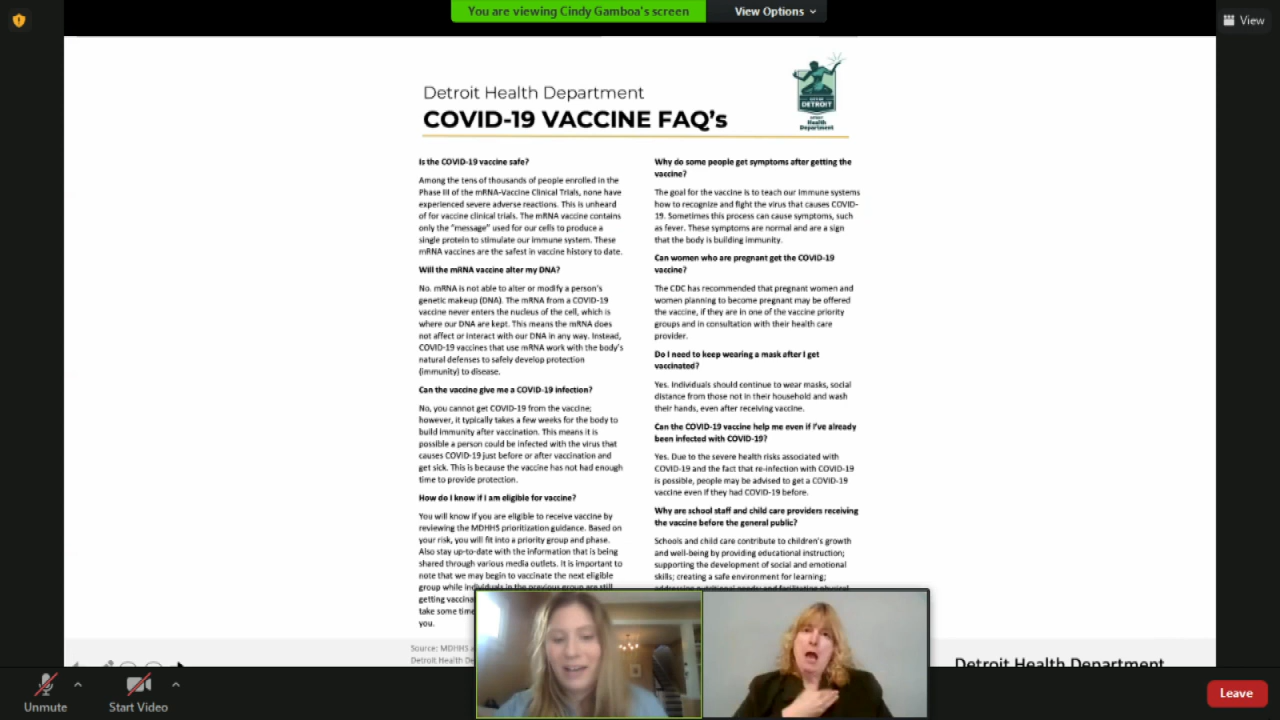 You are viewing Cindy Gamboa's screen
View Options
View
Detroit Health Department
COVID-19 VACCINE FAQ's
DETROIT
Health
Department
Is the COVID-19 vaccine safe?
Among the tens of thousands of people enrolled in the
Phase III of the mRNA-Vaccine Clinical Trials, none have
experienced severe adverse reactions. This is unheard
of for vaccine clinical trials. The mRNA vaccine contains
only the "message" used for our cells to produce a
single protein to stimulate our immune system. These
mRNA vaccines are the safest in vaccine history to date.
Will the mRNA vaccine alter my DNA?
No. mRNA is not able to alter or modify a person's
genetic makeup (DNA). The mRNA from a COVID-19
vaccine never enters the nucleus of the cell, which is
where our DNA are kept. This means the mRNA does
not affect or interact with our DNA in any way. Instead,
COVID-19 vaccines that use mRNA work with the body's
natural defenses to safely develop protection
(immunity) to disease.
Can the vaccine give me a COVID-19 infection?
No, you cannot get COVID-19 from the vaccine;
however, it typically takes a few weeks for the body to
build immunity after vaccination. This means it is
possible a person could be infected with the virus that
causes COVID-19 just before or after vaccination and
get sick. This is because the vaccine has not had enough
time to provide protection.
How do I know if I am eligible for vaccine?
You will know if you are eligible to receive vaccine by
reviewing the MDHHS prioritization guidance. Based on
your risk, you will fit into a priority group and phase.
Also stay up-to-date with the information that is being
shared through various media outlets. It is important to
note that we may begin to vaccinate the next eligible
group while individuals in the previous group are still
getting vaccina
take some time
you.
Why do some people get symptoms after getting the
vaccine?
The goal for the vaccine is to teach our immune systems
how to recognize and fight the virus that causes COVID-
19. Sometimes this process can cause symptoms, such
as fever. These symptoms are normal and are a sign
that the body is building immunity.
Can women who are pregnant get the COVID-19
vaccine?
The CDC has recommended that pregnant women and
women planning to become pregnant may be offered
the vaccine, if they are in one of the vaccine priority
groups and in consultation with their health care
provider.
Do I need to keep wearing a mask after I get
vaccinated?
Yes. Individuals should continue to wear masks, social
distance from those not in their household and wash
their hands, even after receiving vaccine.
Can the COVID-19 vaccine help me even if I've already
been infected with COVID-19?
Yes. Due to the severe health risks associated with
COVID-19 and the fact that re-infection with COVID-19
is possible, people may be advised to get a COVID-19
vaccine even if they had COVID-19 before.
Why are school staff and child care providers receiving
the vaccine before the general public?
Schools and child care contribute to children's growth
and well-being by providing educational instruction;
supporting the development of social and emotional
skills; creating a safe environment for learning;
Source: MDHHS
Detroit Health De
Detroit Health Department
Unmute
Start Video
Leave